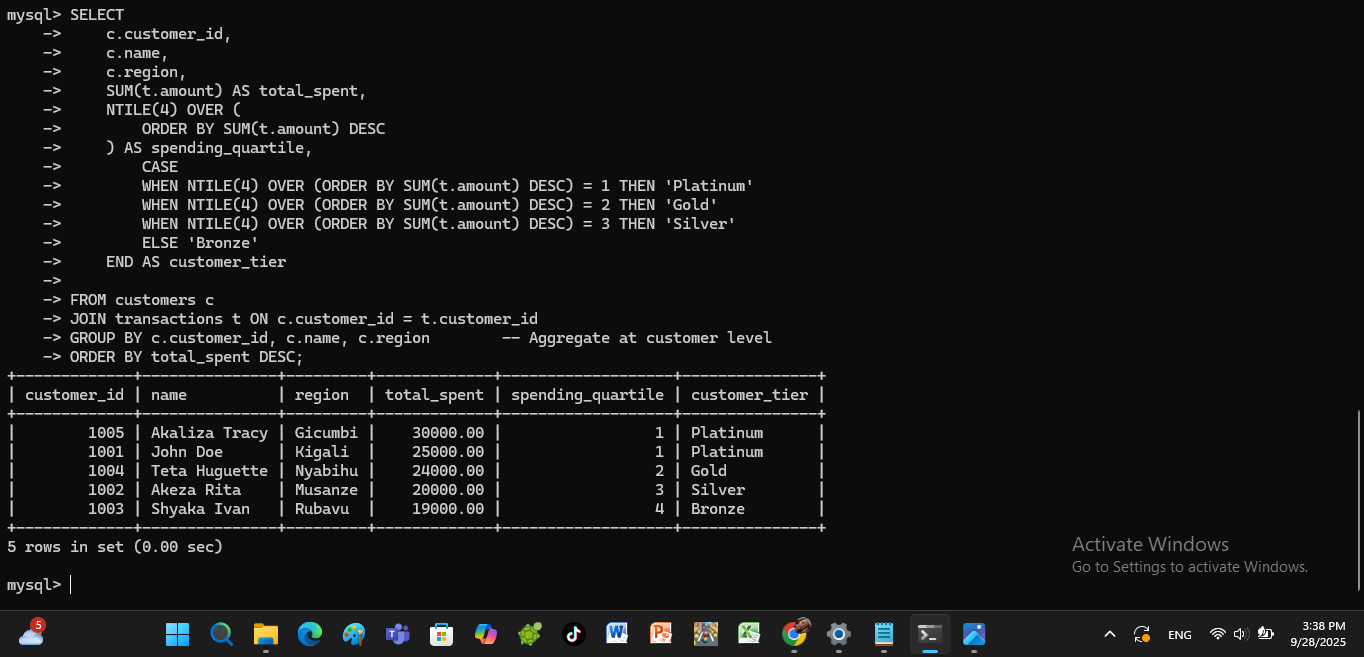 mysql> SELECT
    ->     c.customer_id,
    ->     c.name,
    ->     c.region,
    ->     SUM(t.amount) AS total_spent,
    ->     NTILE(4) OVER (
    ->         ORDER BY SUM(t.amount) DESC
    ->     ) AS spending_quartile,
    ->         CASE
    ->         WHEN NTILE(4) OVER (ORDER BY SUM(t.amount) DESC) = 1 THEN 'Platinum'
    ->         WHEN NTILE(4) OVER (ORDER BY SUM(t.amount) DESC) = 2 THEN 'Gold'
    ->         WHEN NTILE(4) OVER (ORDER BY SUM(t.amount) DESC) = 3 THEN 'Silver'
    ->         ELSE 'Bronze'
    ->     END AS customer_tier
    ->
    -> FROM customers c
    -> JOIN transactions t ON c.customer_id = t.customer_id
    -> GROUP BY c.customer_id, c.name, c.region        -- Aggregate at customer level
    -> ORDER BY total_spent DESC;
+-------------+---------------+---------+-------------+-------------------+---------------+
| customer_id | name          | region  | total_spent | spending_quartile | customer_tier |
+-------------+---------------+---------+-------------+-------------------+---------------+
|        1005 | Akaliza Tracy | Gicumbi |    30000.00 |                 1 | Platinum      |
|        1001 | John Doe      | Kigali  |    25000.00 |                 1 | Platinum      |
|        1004 | Teta Huguette | Nyabihu |    24000.00 |                 2 | Gold          |
|        1002 | Akeza Rita    | Musanze |    20000.00 |                 3 | Silver        |
|        1003 | Shyaka Ivan   | Rubavu  |    19000.00 |                 4 | Bronze        |
+-------------+---------------+---------+-------------+-------------------+---------------+
5 rows in set (0.00 sec)
Activate Windows
Go to Settings to activate Windows.
mysql>
5
ENG
3:38 PM
9/28/2025